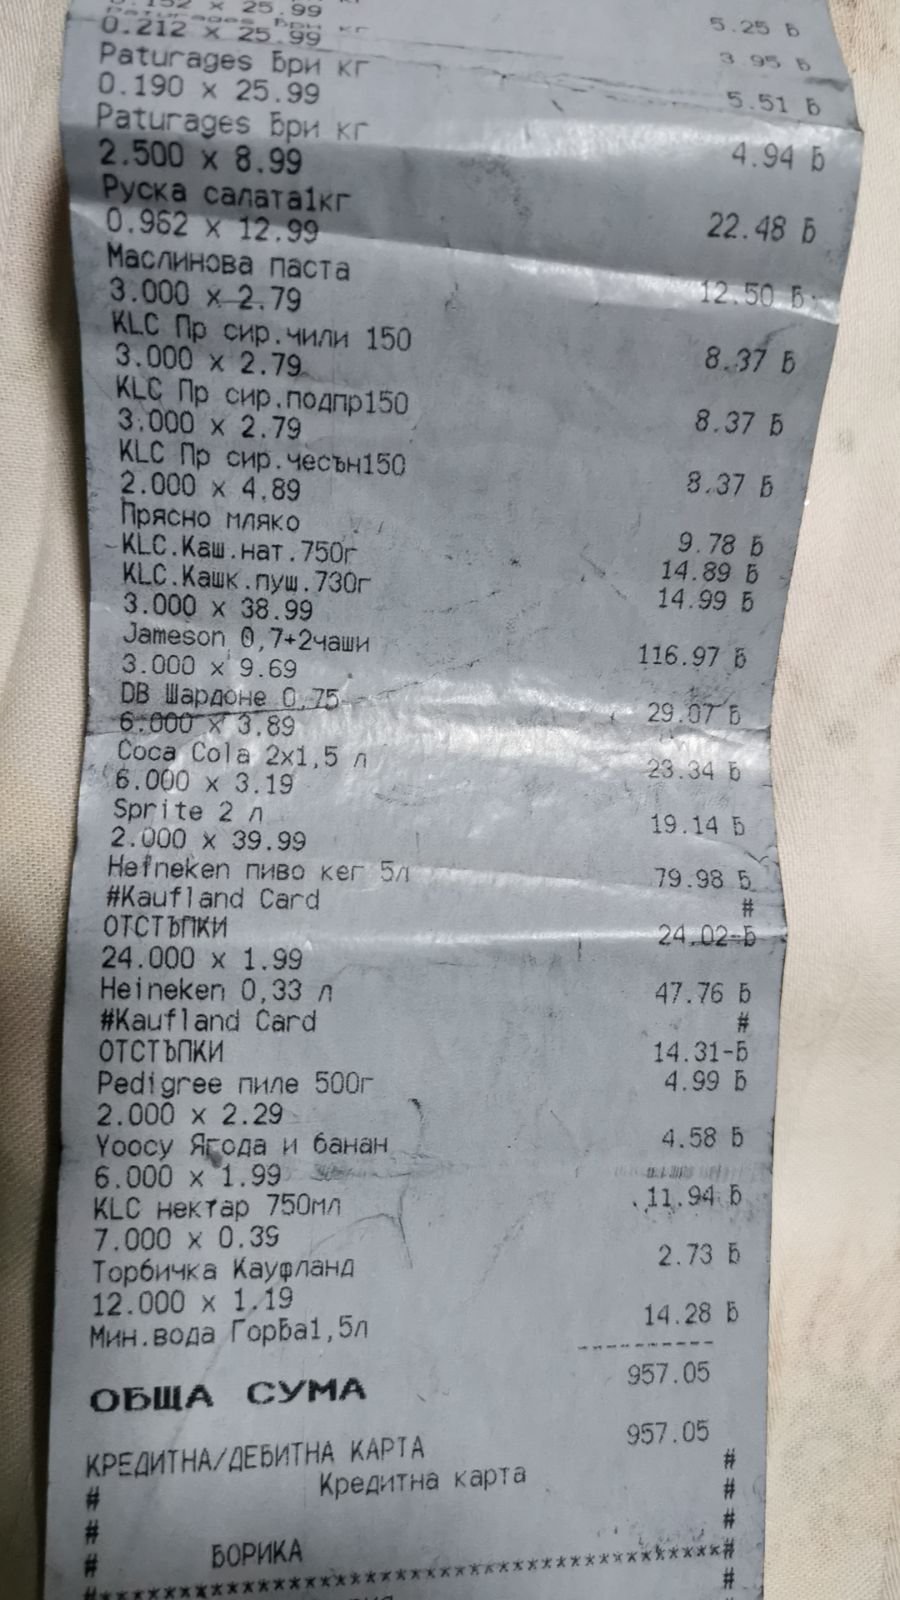 0.152 x 25.99 5.25 Б
Paturages Бри кг 3.95 Б
0.212 x 25.99
Paturages Бри кг 5.51 Б
0.190 x 25.99
Paturages Бри кг 4.94 Б
2.500 x 8.99
Руска салата1кг 22.48 Б
0.962 x 12.99
Маслинова паста 12.50 Б
3.000 x 2.79
KLC Пр сир.чили 150 8.37 Б
3.000 x 2.79
KLC Пр сир.подпр150 8.37 Б
3.000 x 2.79
KLC Пр сир.чесън150 8.37 Б
2.000 x 4.89
Прясно мляко 9.78 Б
KLC.Каш.нат.750г 14.89 Б
KLC.Кашк.пуш.730г 14.99 Б
3.000 x 38.99
Jameson 0,7+2чаши 116.97 Б
3.000 x 9.69
DB Шардоне 0,75 29.07 Б
6.000 x 3.89
Coca Cola 2x1,5 л 23.34 Б
6.000 x 3.19
Sprite 2 л 19.14 Б
2.000 x 39.99
Heineken пиво кег 5л 79.98 Б
#Kaufland Card #
ОТСТЪПКИ 24.02-Б
24.000 x 1.99
Heineken 0,33 л 47.76 Б
#Kaufland Card #
ОТСТЪПКИ 14.31-Б
Pedigree пиле 500г 4.99 Б
2.000 x 2.29
Yoocy Ягода и банан 4.58 Б
6.000 x 1.99
KLC нектар 750мл 11.94 Б
7.000 x 0.39
Торбичка Кауфланд 2.73 Б
12.000 x 1.19
Мин.вода ГорБа1,5л 14.28 Б
----------
ОБЩА СУМА 957.05
КРЕДИТНА/ДЕБИТНА КАРТА 957.05
# Кредитна карта #
# #
# БОРИКА #
#****************************************#